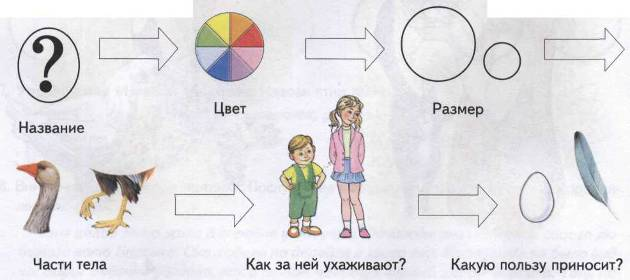 ?
Название
Цвет
Размер
Части тела
Как за ней ухаживают?
Какую пользу приносит?